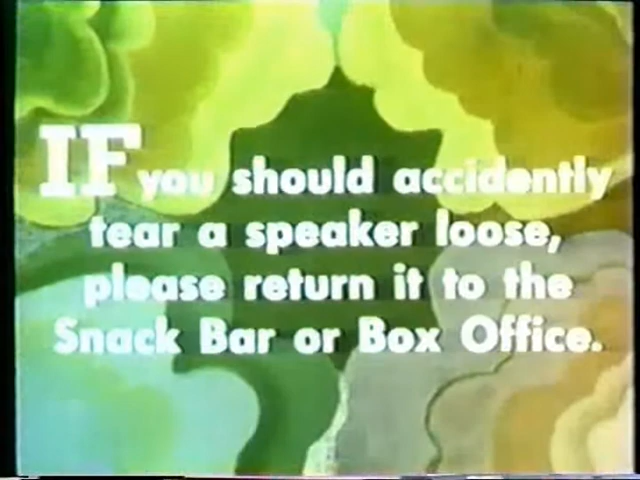 IF you should accidently
tear a speaker loose,
please return it to the
Snack Bar or Box Office.